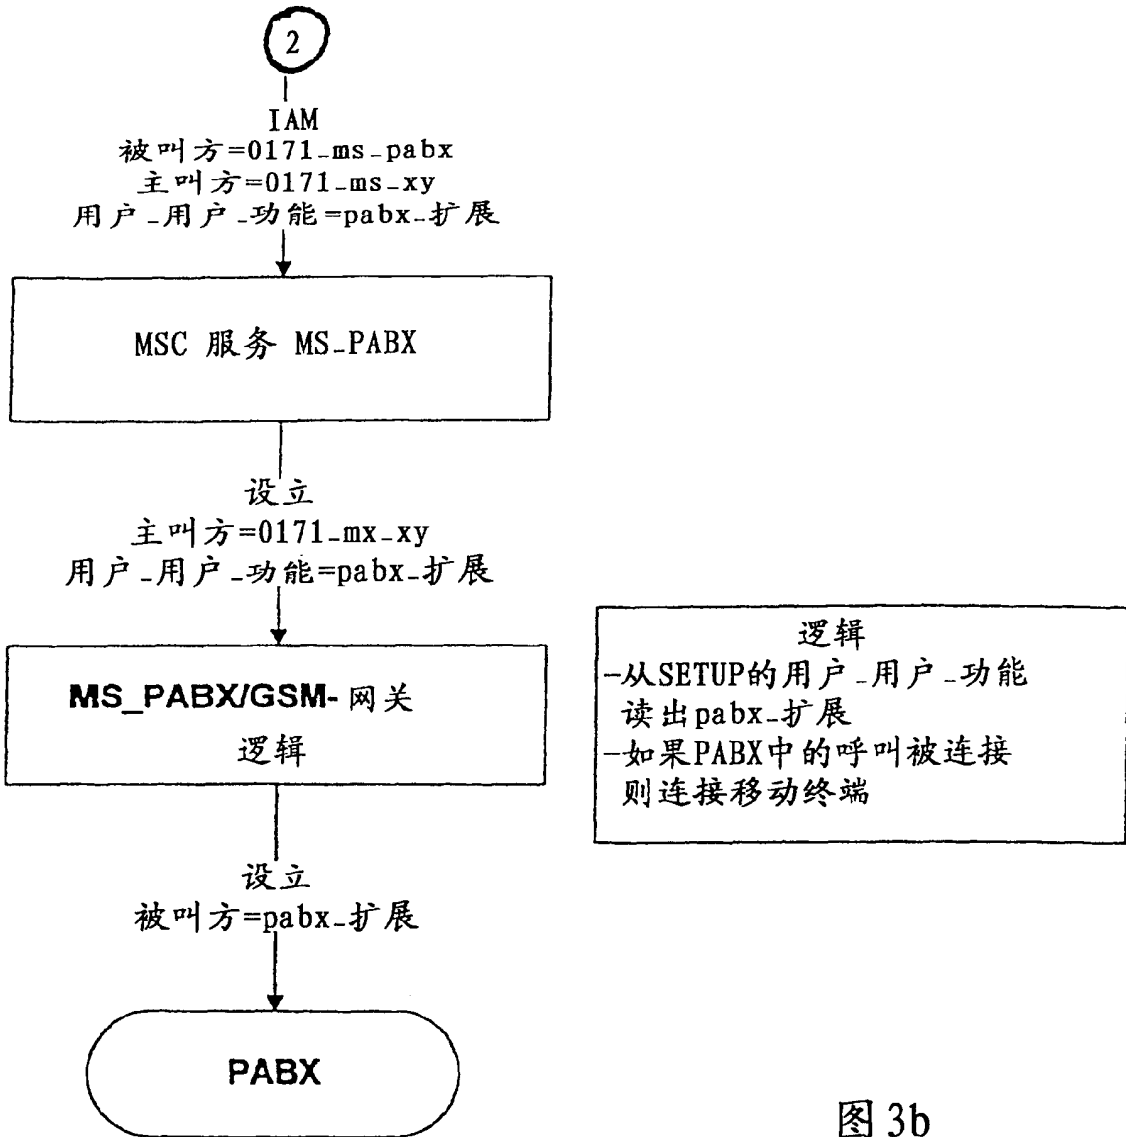 2
IAM
被叫方=0171_ms_pabx
主叫方=0171_ms_xy
用户_用户_功能=pabx_扩展
MSC 服务 MS_PABX
设立
主叫方=0171_mx_xy
用户_用户_功能=pabx_扩展
MS_PABX/GSM- 网关
逻辑
设立
被叫方=pabx_扩展
PABX
逻辑
-从SETUP的用户_用户_功能
读出pabx_扩展
-如果PABX中的呼叫被连接
则连接移动终端
图 3b